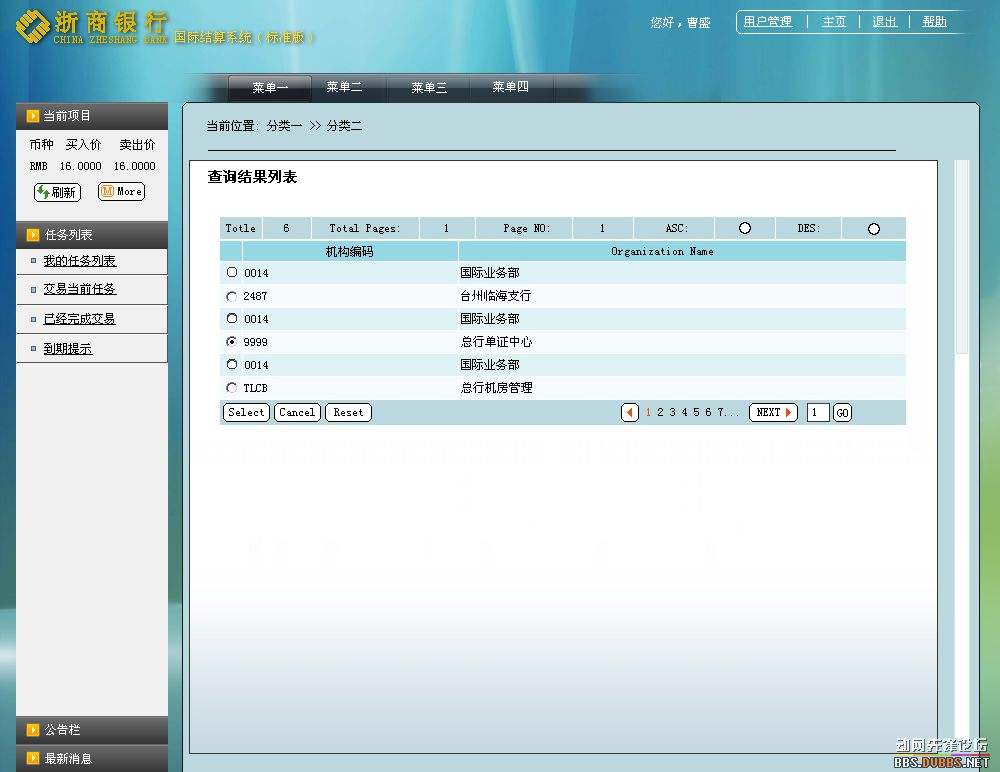 浙商银行
CHINA ZHESHANG BANK 国际结算系统（标准版）
您好，曹盛 用户管理 | 主页 | 退出 | 帮助
菜单一 菜单二 菜单三 菜单四
当前项目
币种 买入价 卖出价
RMB 16.0000 16.0000
刷新 More
任务列表
我的任务列表
交易当前任务
已经完成交易
到期提示
公告栏
最新消息
当前位置: 分类一 >> 分类二
查询结果列表
Totle 6 Total Pages: 1 Page NO: 1 ASC: DES:
机构编码 Organization Name
0014 国际业务部
2487 台州临海支行
0014 国际业务部
9999 总行单证中心
0014 国际业务部
TLCB 总行机房管理
Select Cancel Reset 1 2 3 4 5 6 7... NEXT 1 GO
动网先锋论坛
BBS.DUBBS.NET